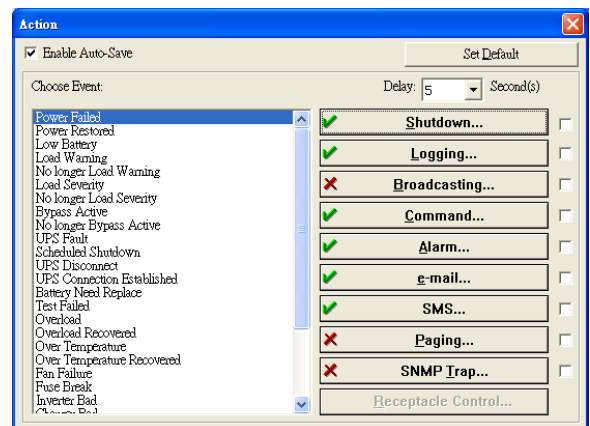 Action
Enable Auto-Save
Set Default
Choose Event:
Delay: 5 Second(s)
Power Failed
Power Restored
Low Battery
Load Warning
No longer Load Warning
Load Severity
No longer Load Severity
Bypass Active
No longer Bypass Active
UPS Fault
Scheduled Shutdown
UPS Disconnect
UPS Connection Established
Battery Need Replace
Test Failed
Overload
Overload Recovered
Over Temperature
Over Temperature Recovered
Fan Failure
Fuse Break
Inverter Bad
Shutdown...
Logging...
Broadcasting...
Command...
Alarm...
e-mail...
SMS...
Paging...
SNMP Trap...
Receptacle Control...